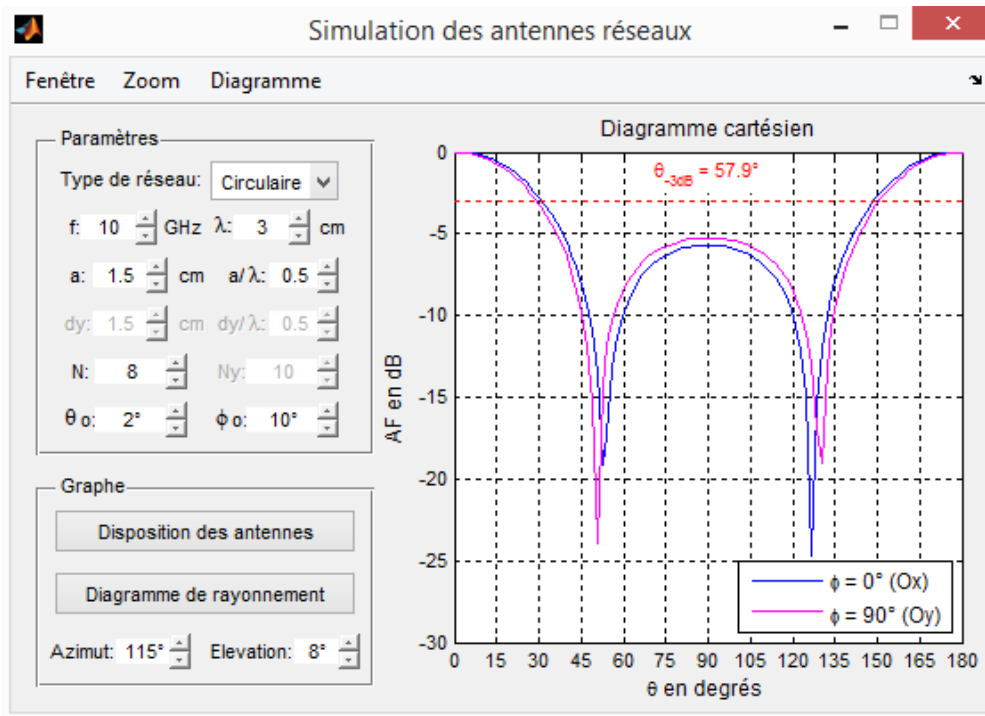 Simulation des antennes réseaux
Fenêtre Zoom Diagramme
Paramètres
Type de réseau: Circulaire
f: 10 GHz λ: 3 cm
a: 1.5 cm a/λ: 0.5
dy: 1.5 cm dy/λ: 0.5
N: 8 Ny: 10
θo: 2° ϕo: 10°
Graphe
Disposition des antennes
Diagramme de rayonnement
Azimut: 115° Elevation: 8°
Diagramme cartésien
θ-3dB = 57.9°
AF en dB
0
-5
-10
-15
-20
-25
-30
0 15 30 45 60 75 90 105 120 135 150 165 180
θ en degrés
ϕ = 0° (Ox)
ϕ = 90° (Oy)